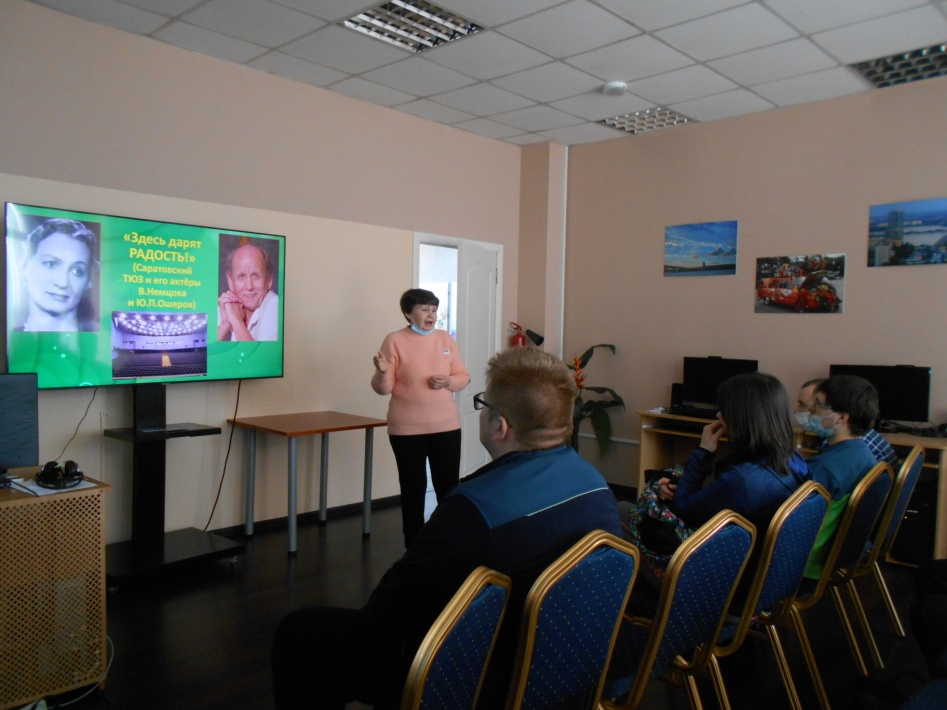 «Здесь дарят
РАДОСТЬ!»
(Саратовский
ТЮЗ и его актёры
В.Немцова
и Ю.П.Ошеров)